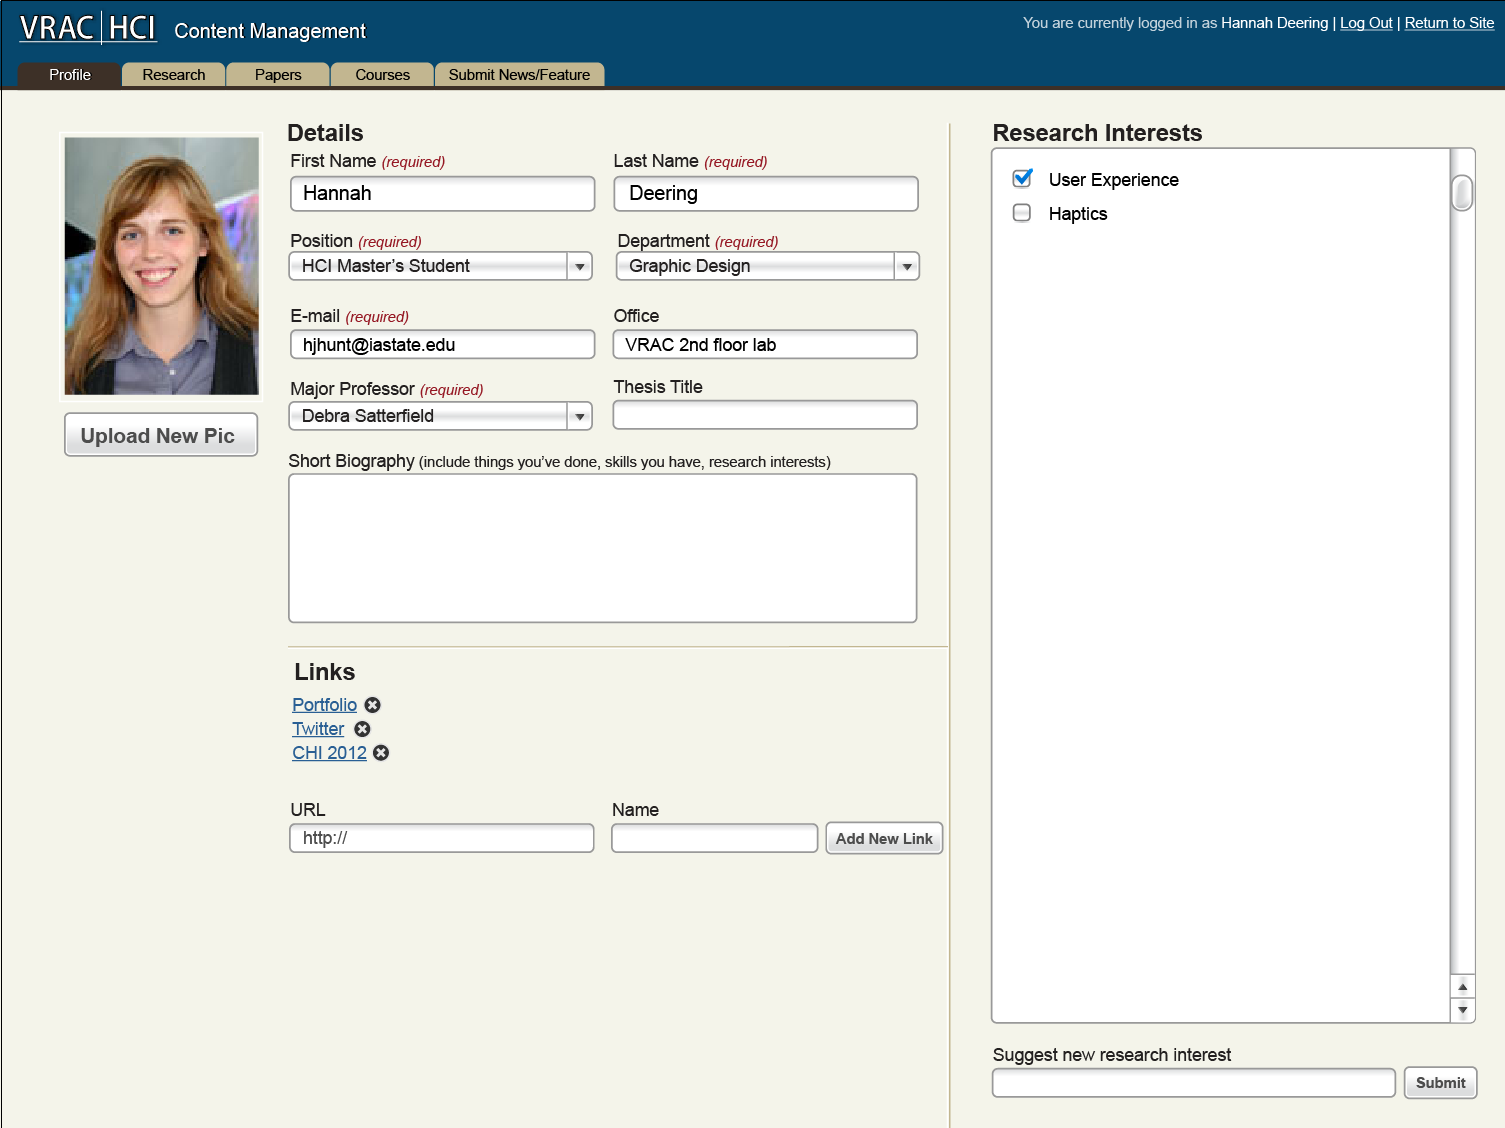 VRAC|HCI Content Management
You are currently logged in as Hannah Deering | Log Out | Return to Site
Profile Research Papers Courses Submit News/Feature
Upload New Pic
Details
First Name (required) Last Name (required)
Hannah Deering
Position (required) Department (required)
HCI Master's Student Graphic Design
E-mail (required) Office
hjhunt@iastate.edu VRAC 2nd floor lab
Major Professor (required) Thesis Title
Debra Satterfield
Short Biography (include things you've done, skills you have, research interests)
Links
Portfolio
Twitter
CHI 2012
URL Name
http:// Add New Link
Research Interests
User Experience
Haptics
Suggest new research interest
Submit